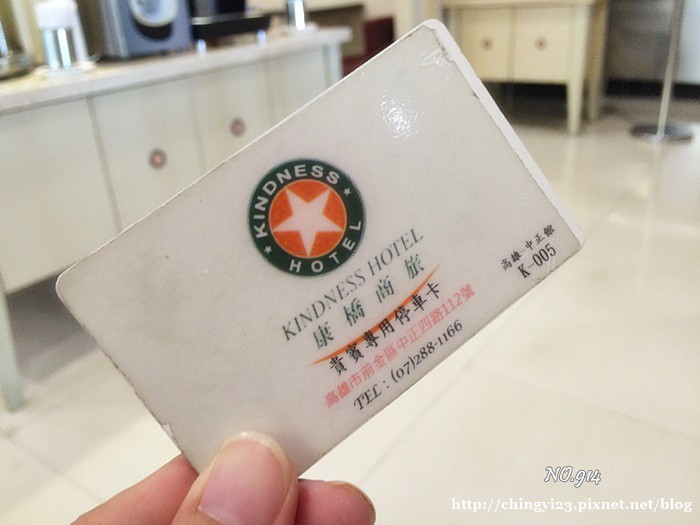 KINDNESS
HOTEL
KINDNESS HOTEL
康橋商旅
貴賓專用停車卡
高雄市前金區中正四路112號
TEL：(07)288-1166
高雄-中正館
K-005
NO.914
http://chingyi23.pixnet.net/blog